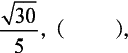 √30/5, (  ),